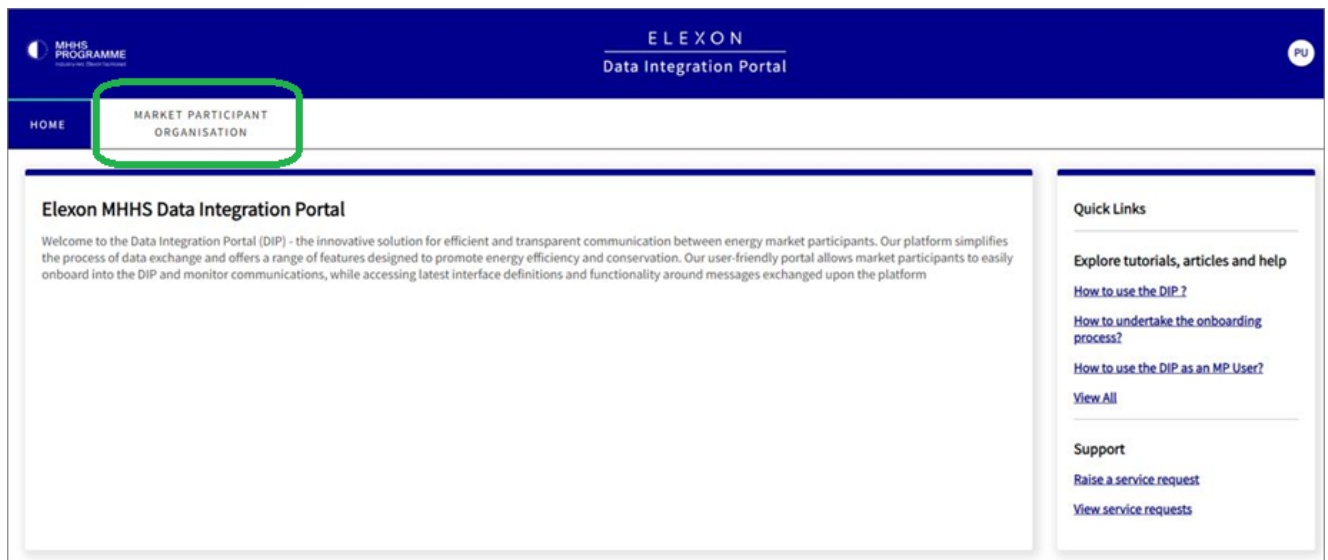 MHHS
PROGRAMME
ELEXON
Data Integration Portal
PU
HOME
MARKET PARTICIPANT
ORGANISATION
Elexon MHHS Data Integration Portal
Welcome to the Data Integration Portal (DIP) - the innovative solution for efficient and transparent communication between energy market participants. Our platform simplifies
the process of data exchange and offers a range of features designed to promote energy efficiency and conservation. Our user-friendly portal allows market participants to easily
onboard into the DIP and monitor communications, while accessing latest interface definitions and functionality around messages exchanged upon the platform
Quick Links
Explore tutorials, articles and help
How to use the DIP ?
How to undertake the onboarding
process?
How to use the DIP as an MP User?
View All
Support
Raise a service request
View service requests